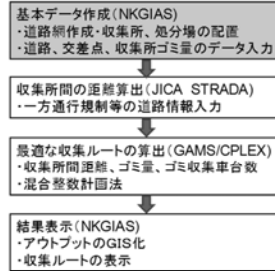 基本データ作成(NKGIAS)
・道路網作成・収集所、処分場の配置
・道路、交差点、収集所ゴミ量のデータ入力
収集所間の距離算出(JICA STRADA)
・一方通行規制等の道路情報入力
最適な収集ルートの算出(GAMS/CPLEX)
・収集所間距離、ゴミ量、ゴミ収集車台数
・混合整数計画法
結果表示(NKGIAS)
・アウトプットのGIS化
・収集ルートの表示